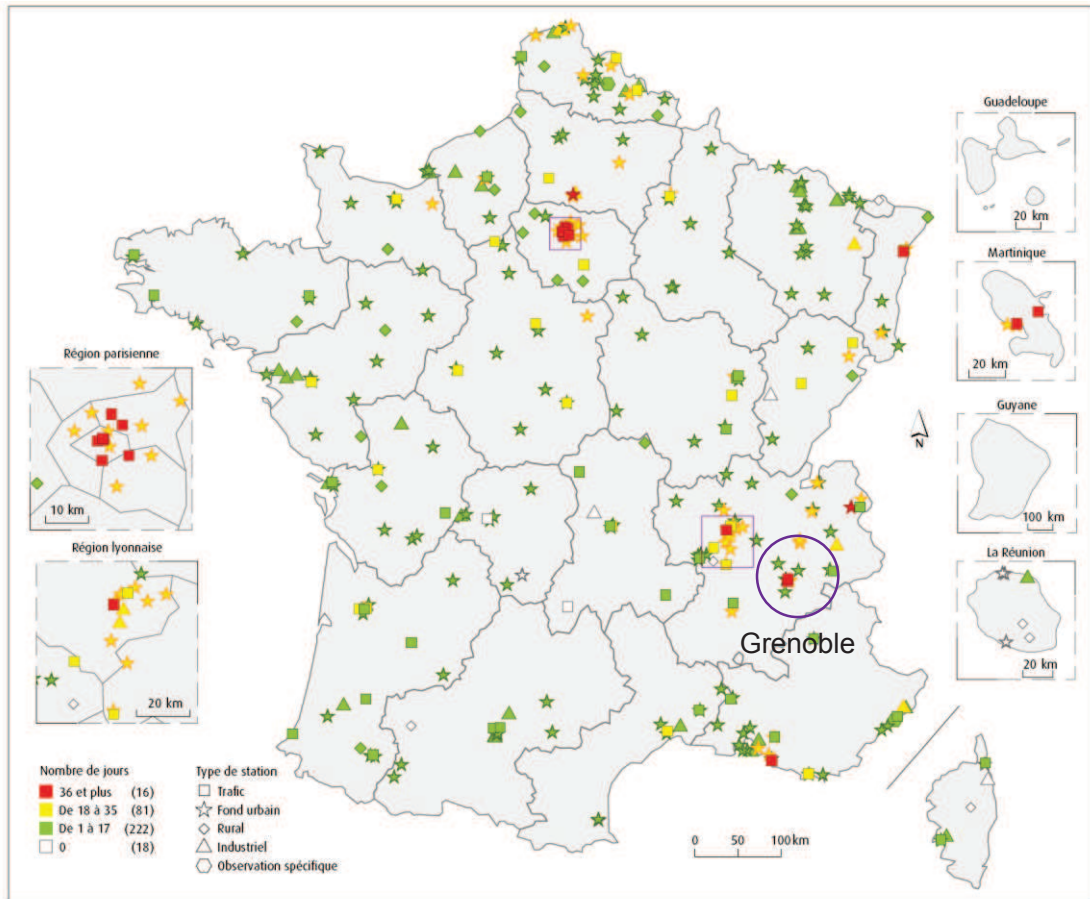 Guadeloupe
20 km
Martinique
20 km
Région parisienne
10 km
N
Guyane
100 km
Région lyonnaise
20 km
La Réunion
20 km
Grenoble
Nombre de jours
36 et plus (16)
De 18 à 35 (81)
De 1 à 17 (222)
0 (18)
Type de station
Trafic
Fond urbain
Rural
Industriel
Observation spécifique
0 50 100 km